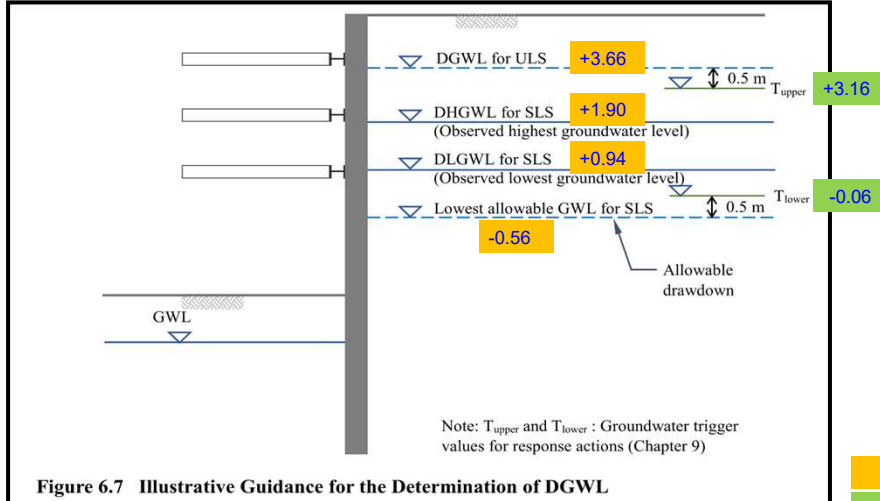 DGWL for ULS +3.66
0.5 m
Tupper +3.16
DHGWL for SLS +1.90
(Observed highest groundwater level)
DLGWL for SLS +0.94
(Observed lowest groundwater level)
Tlower -0.06
Lowest allowable GWL for SLS 0.5 m
-0.56
Allowable
drawdown
GWL
Note: Tupper and Tlower : Groundwater trigger
values for response actions (Chapter 9)
Figure 6.7 Illustrative Guidance for the Determination of DGWL